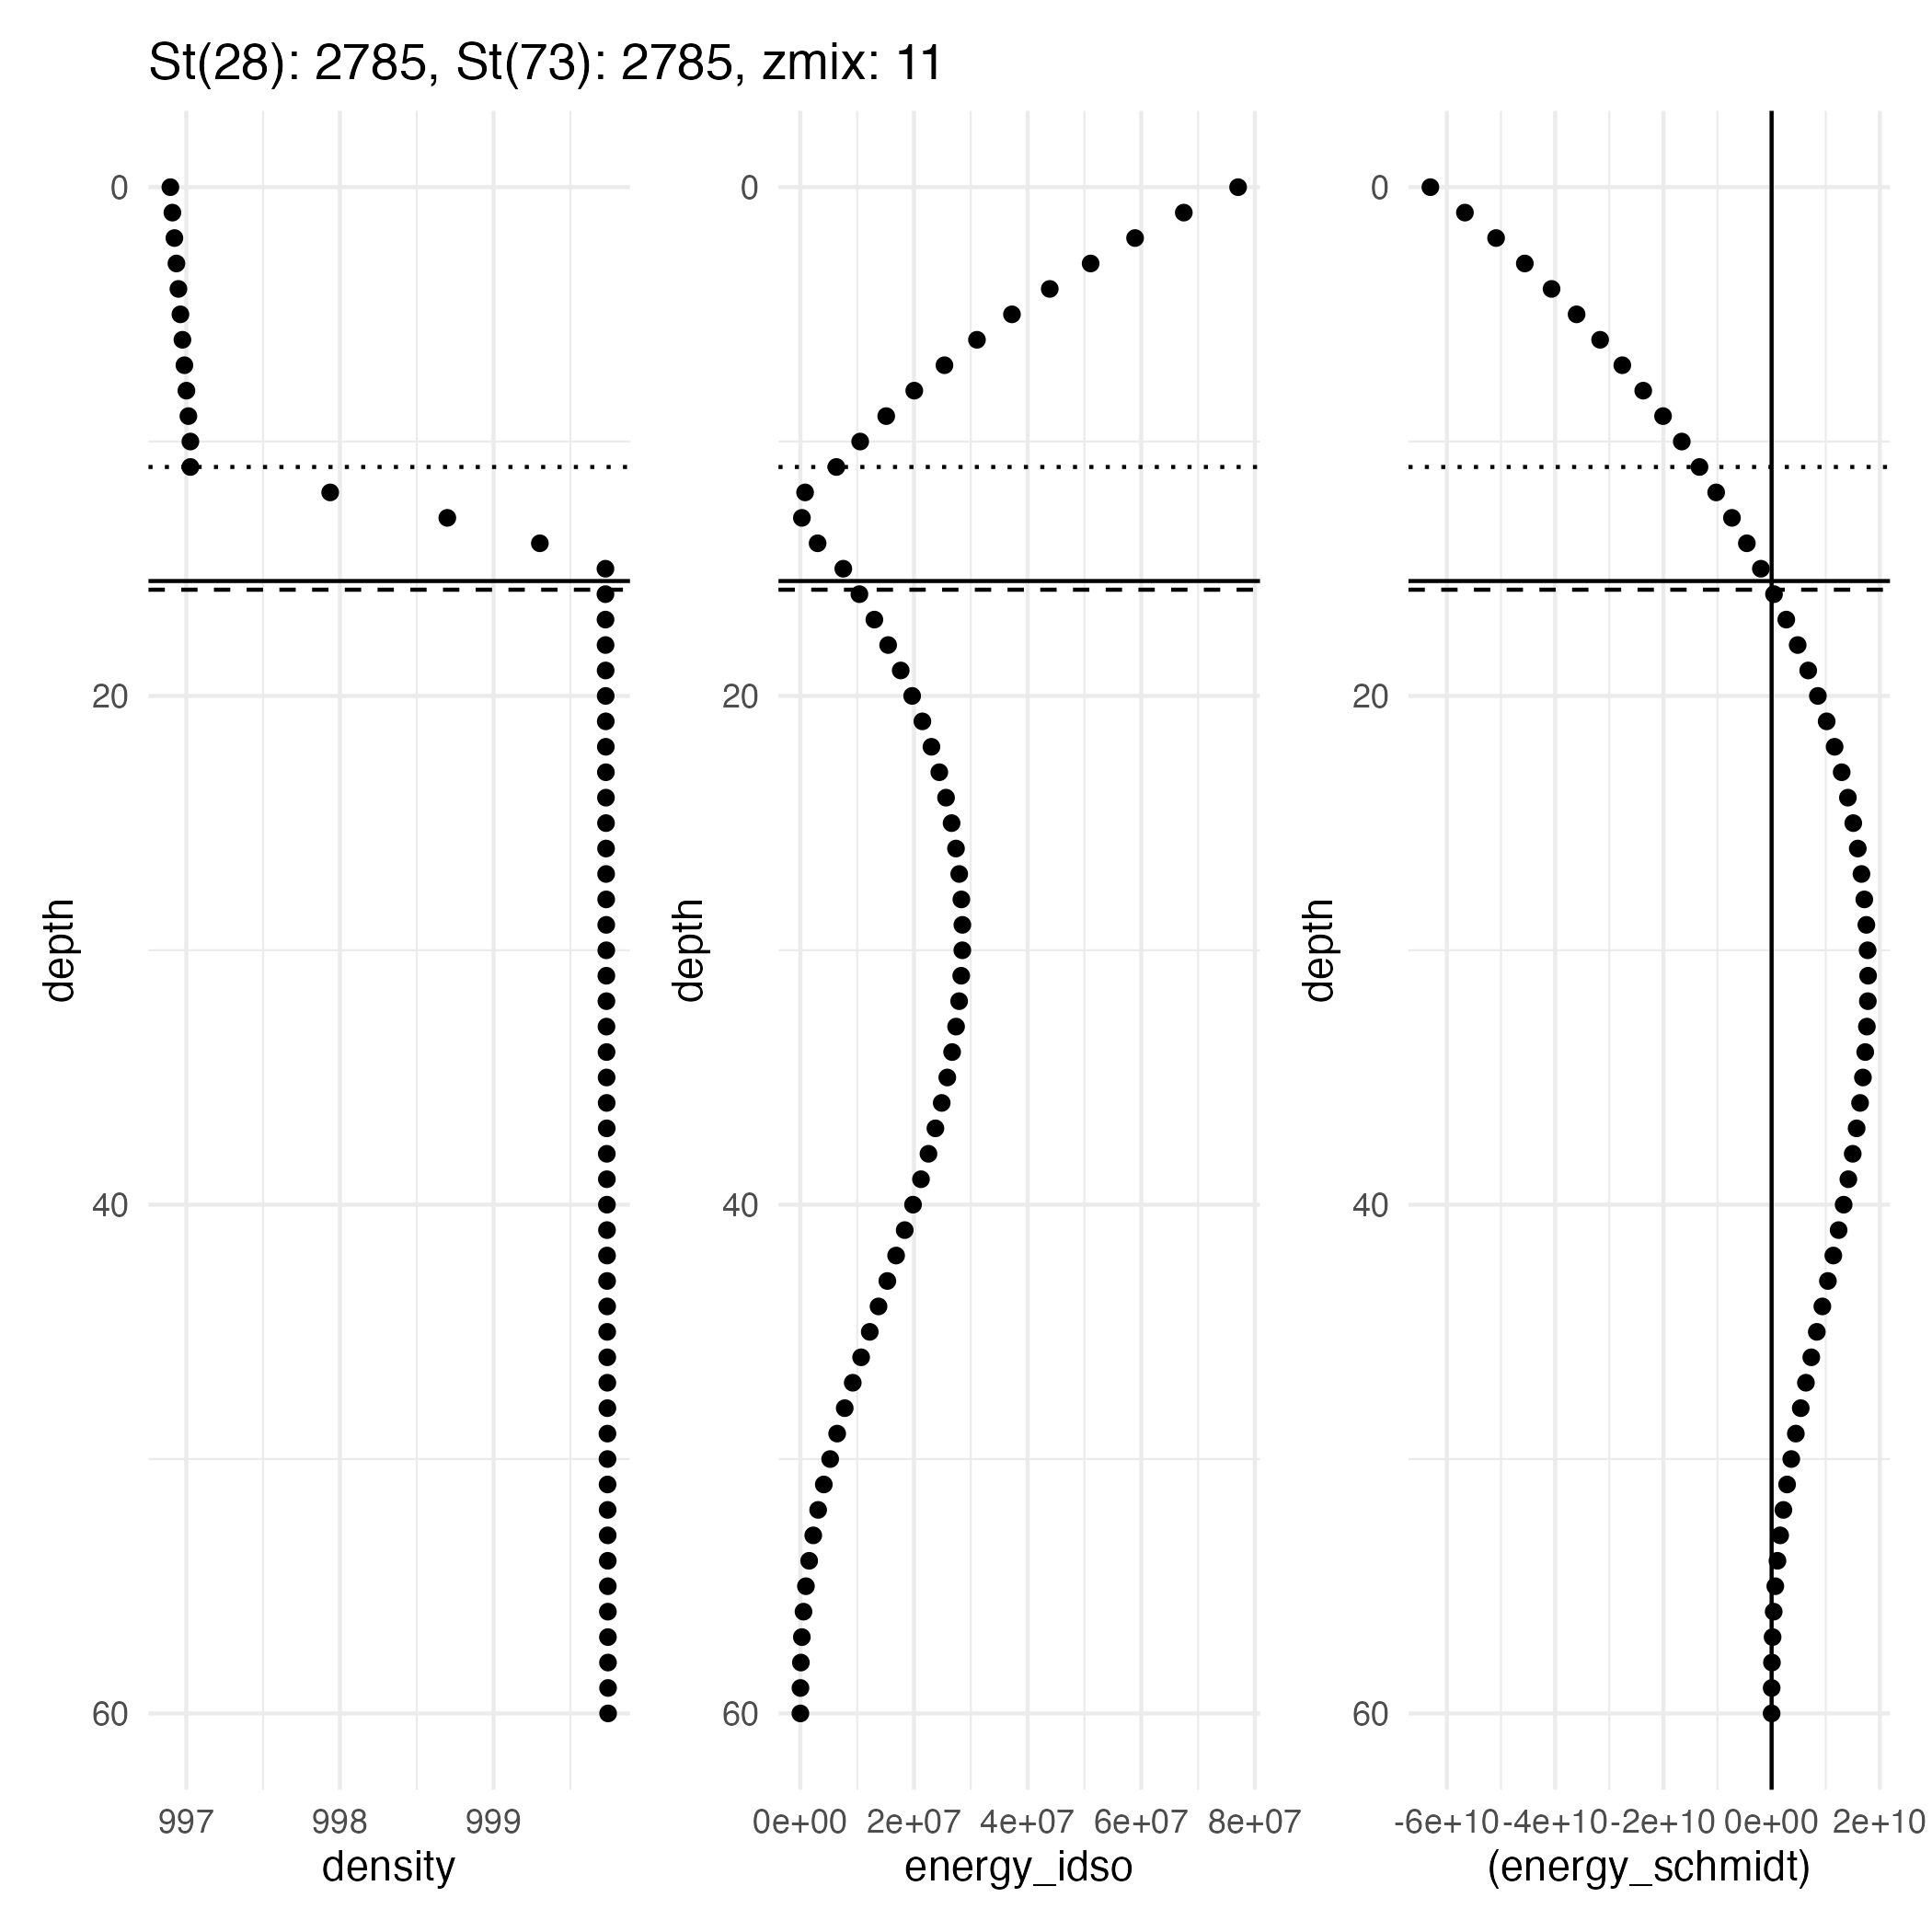 St(28): 2785, St(73): 2785, zmix: 11
0
20
40
60
depth
997 998 999
density
0
20
40
60
depth
0e+00 2e+07 4e+07 6e+07 8e+07
energy_idso
0
20
40
60
depth
-6e+10 -4e+10 -2e+10 0e+00 2e+10
(energy_schmidt)